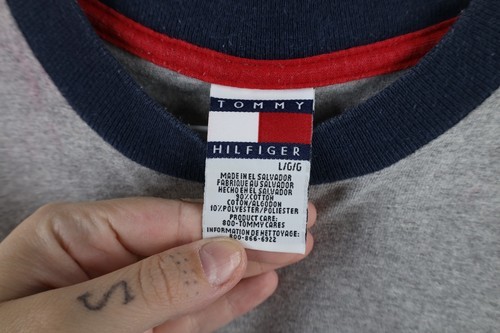 TOMMY
HILFIGER
L/G/G
MADE IN EL SALVADOR
FABRIQUE AU SALVADOR
HECHO EN EL SALVADOR
90% COTTON
COTON/ALGODON
10% POLYESTER/POLIESTER
PRODUCT CARE:
800-TOMMY CARES
INFORMATION DE NETTOYAGE:
800-866-6922
S